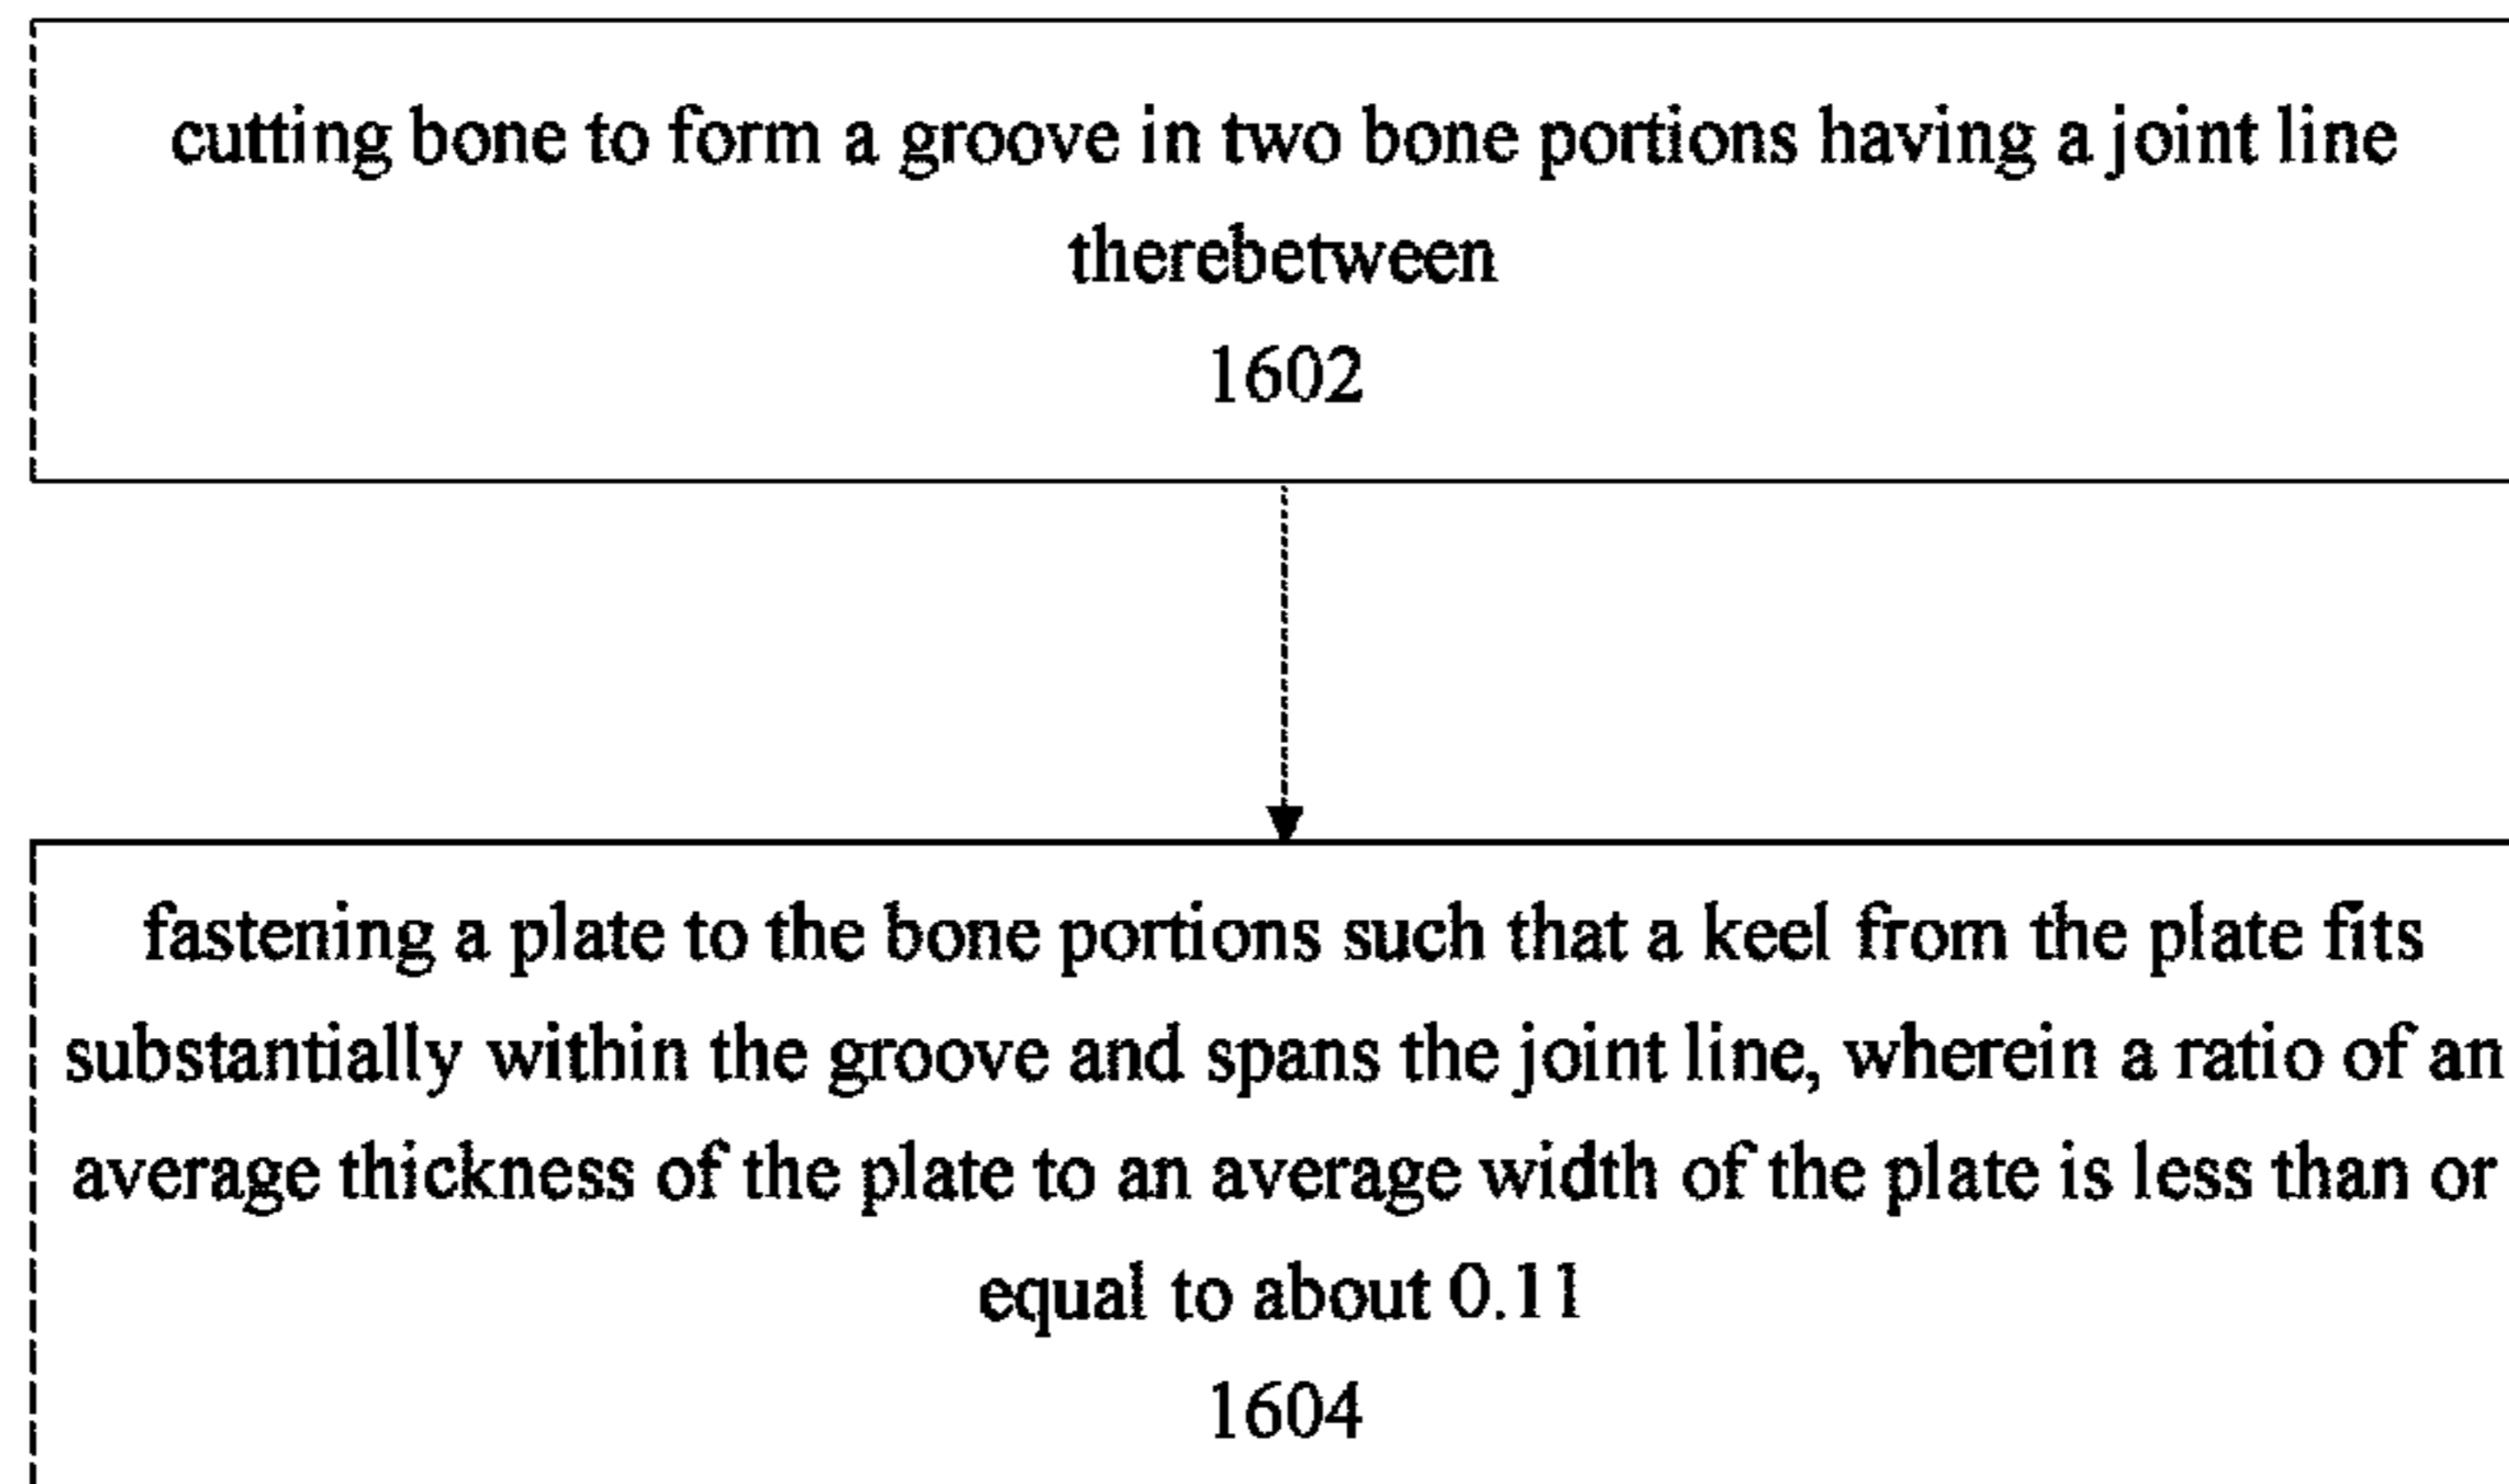 cutting bone to form a groove in two bone portions having a joint line
therebetween
1602
fastening a plate to the bone portions such that a keel from the plate fits
substantially within the groove and spans the joint line, wherein a ratio of an
average thickness of the plate to an average width of the plate is less than or
equal to about 0.11
1604